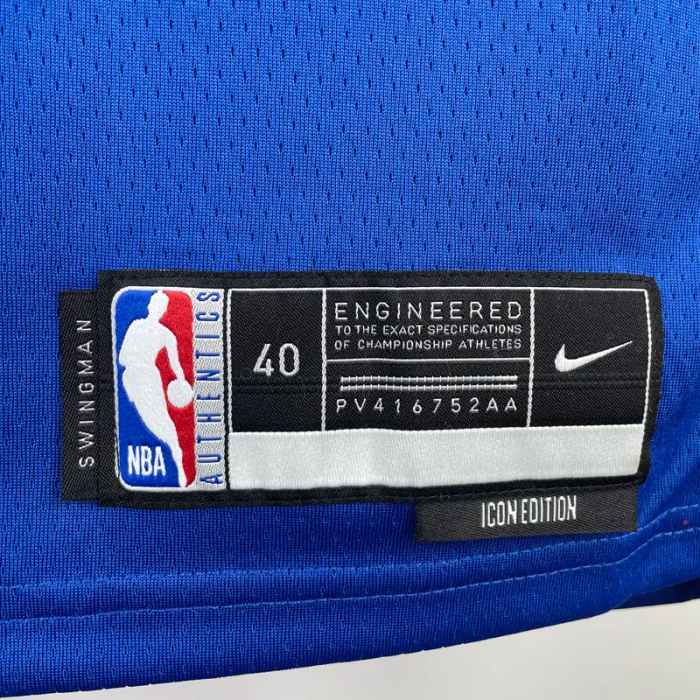 SWINGMAN
NBA
AUTHENTICS
40
ENGINEERED
TO THE EXACT SPECIFICATIONS
OF CHAMPIONSHIP ATHLETES
PV416752AA
ICON EDITION